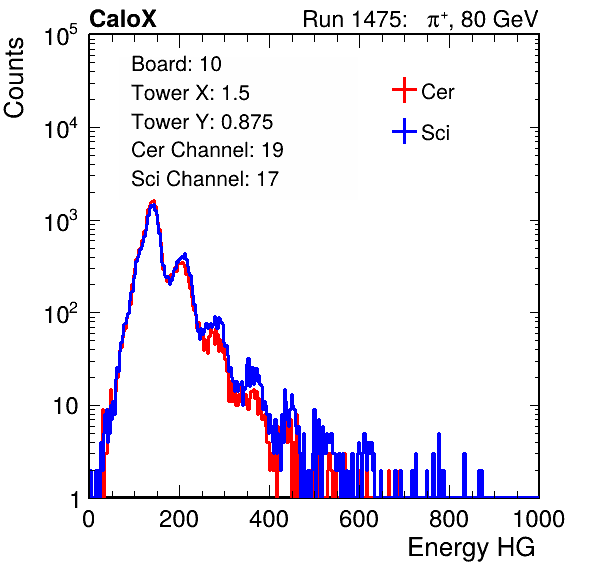 CaloX Run 1475: π⁺, 80 GeV
Counts
Board: 10
Tower X: 1.5
Tower Y: 0.875
Cer Channel: 19
Sci Channel: 17
Cer
Sci
10⁵
10⁴
10³
10²
10
1
0 200 400 600 800 1000
Energy HG